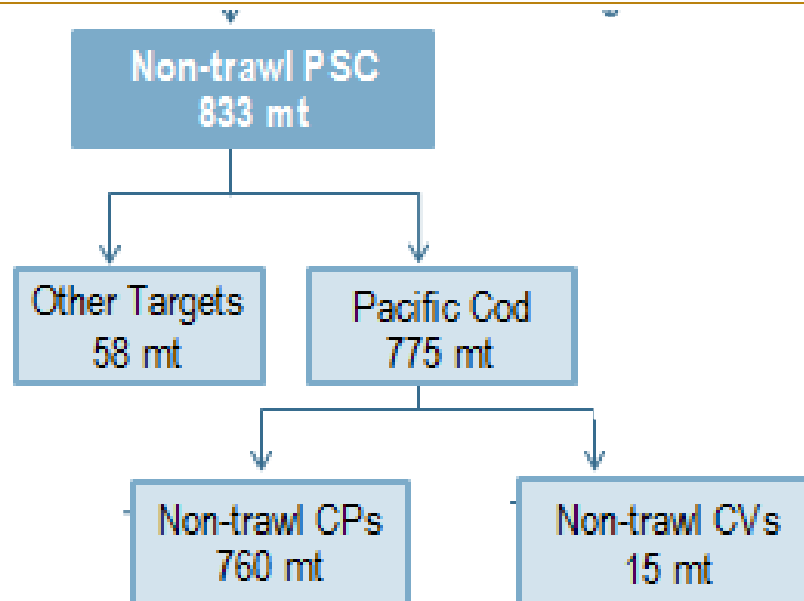 Non-trawl PSC
833 mt
Other Targets
58 mt
Pacific Cod
775 mt
Non-trawl CPs
760 mt
Non-trawl CVs
15 mt